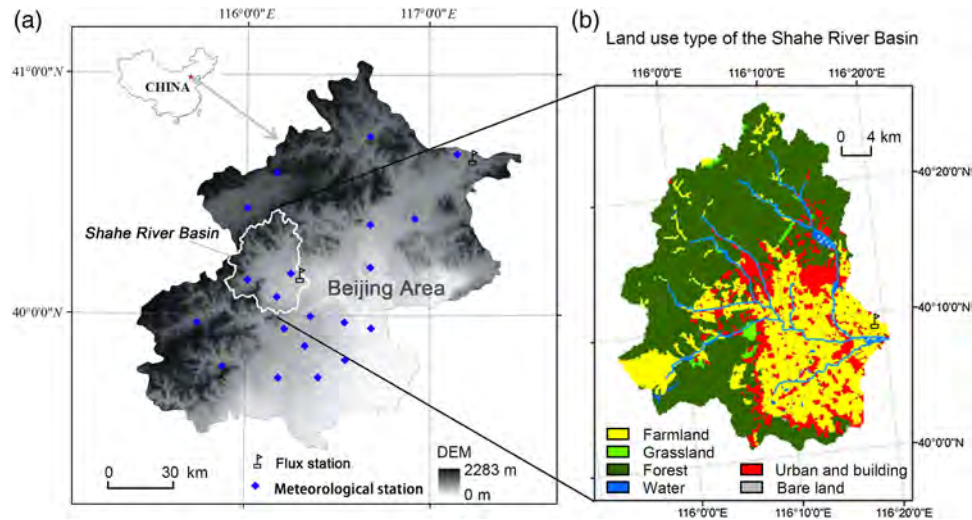 (a)
116°0'0"E
117°0'0"E
41°0'0"N
CHINA
Shahe River Basin
Beijing Area
40°0'0"N
0 30 km
Flux station
Meteorological station
DEM
2283 m
0 m
(b)
Land use type of the Shahe River Basin
116°0'0"E
116°10'0"E
116°20'0"E
0 4 km
40°20'0"N
40°10'0"N
40°0'0"N
Farmland
Grassland
Forest
Water
Urban and building
Bare land
116°0'0"E
116°10'0"E
116°20'0"E